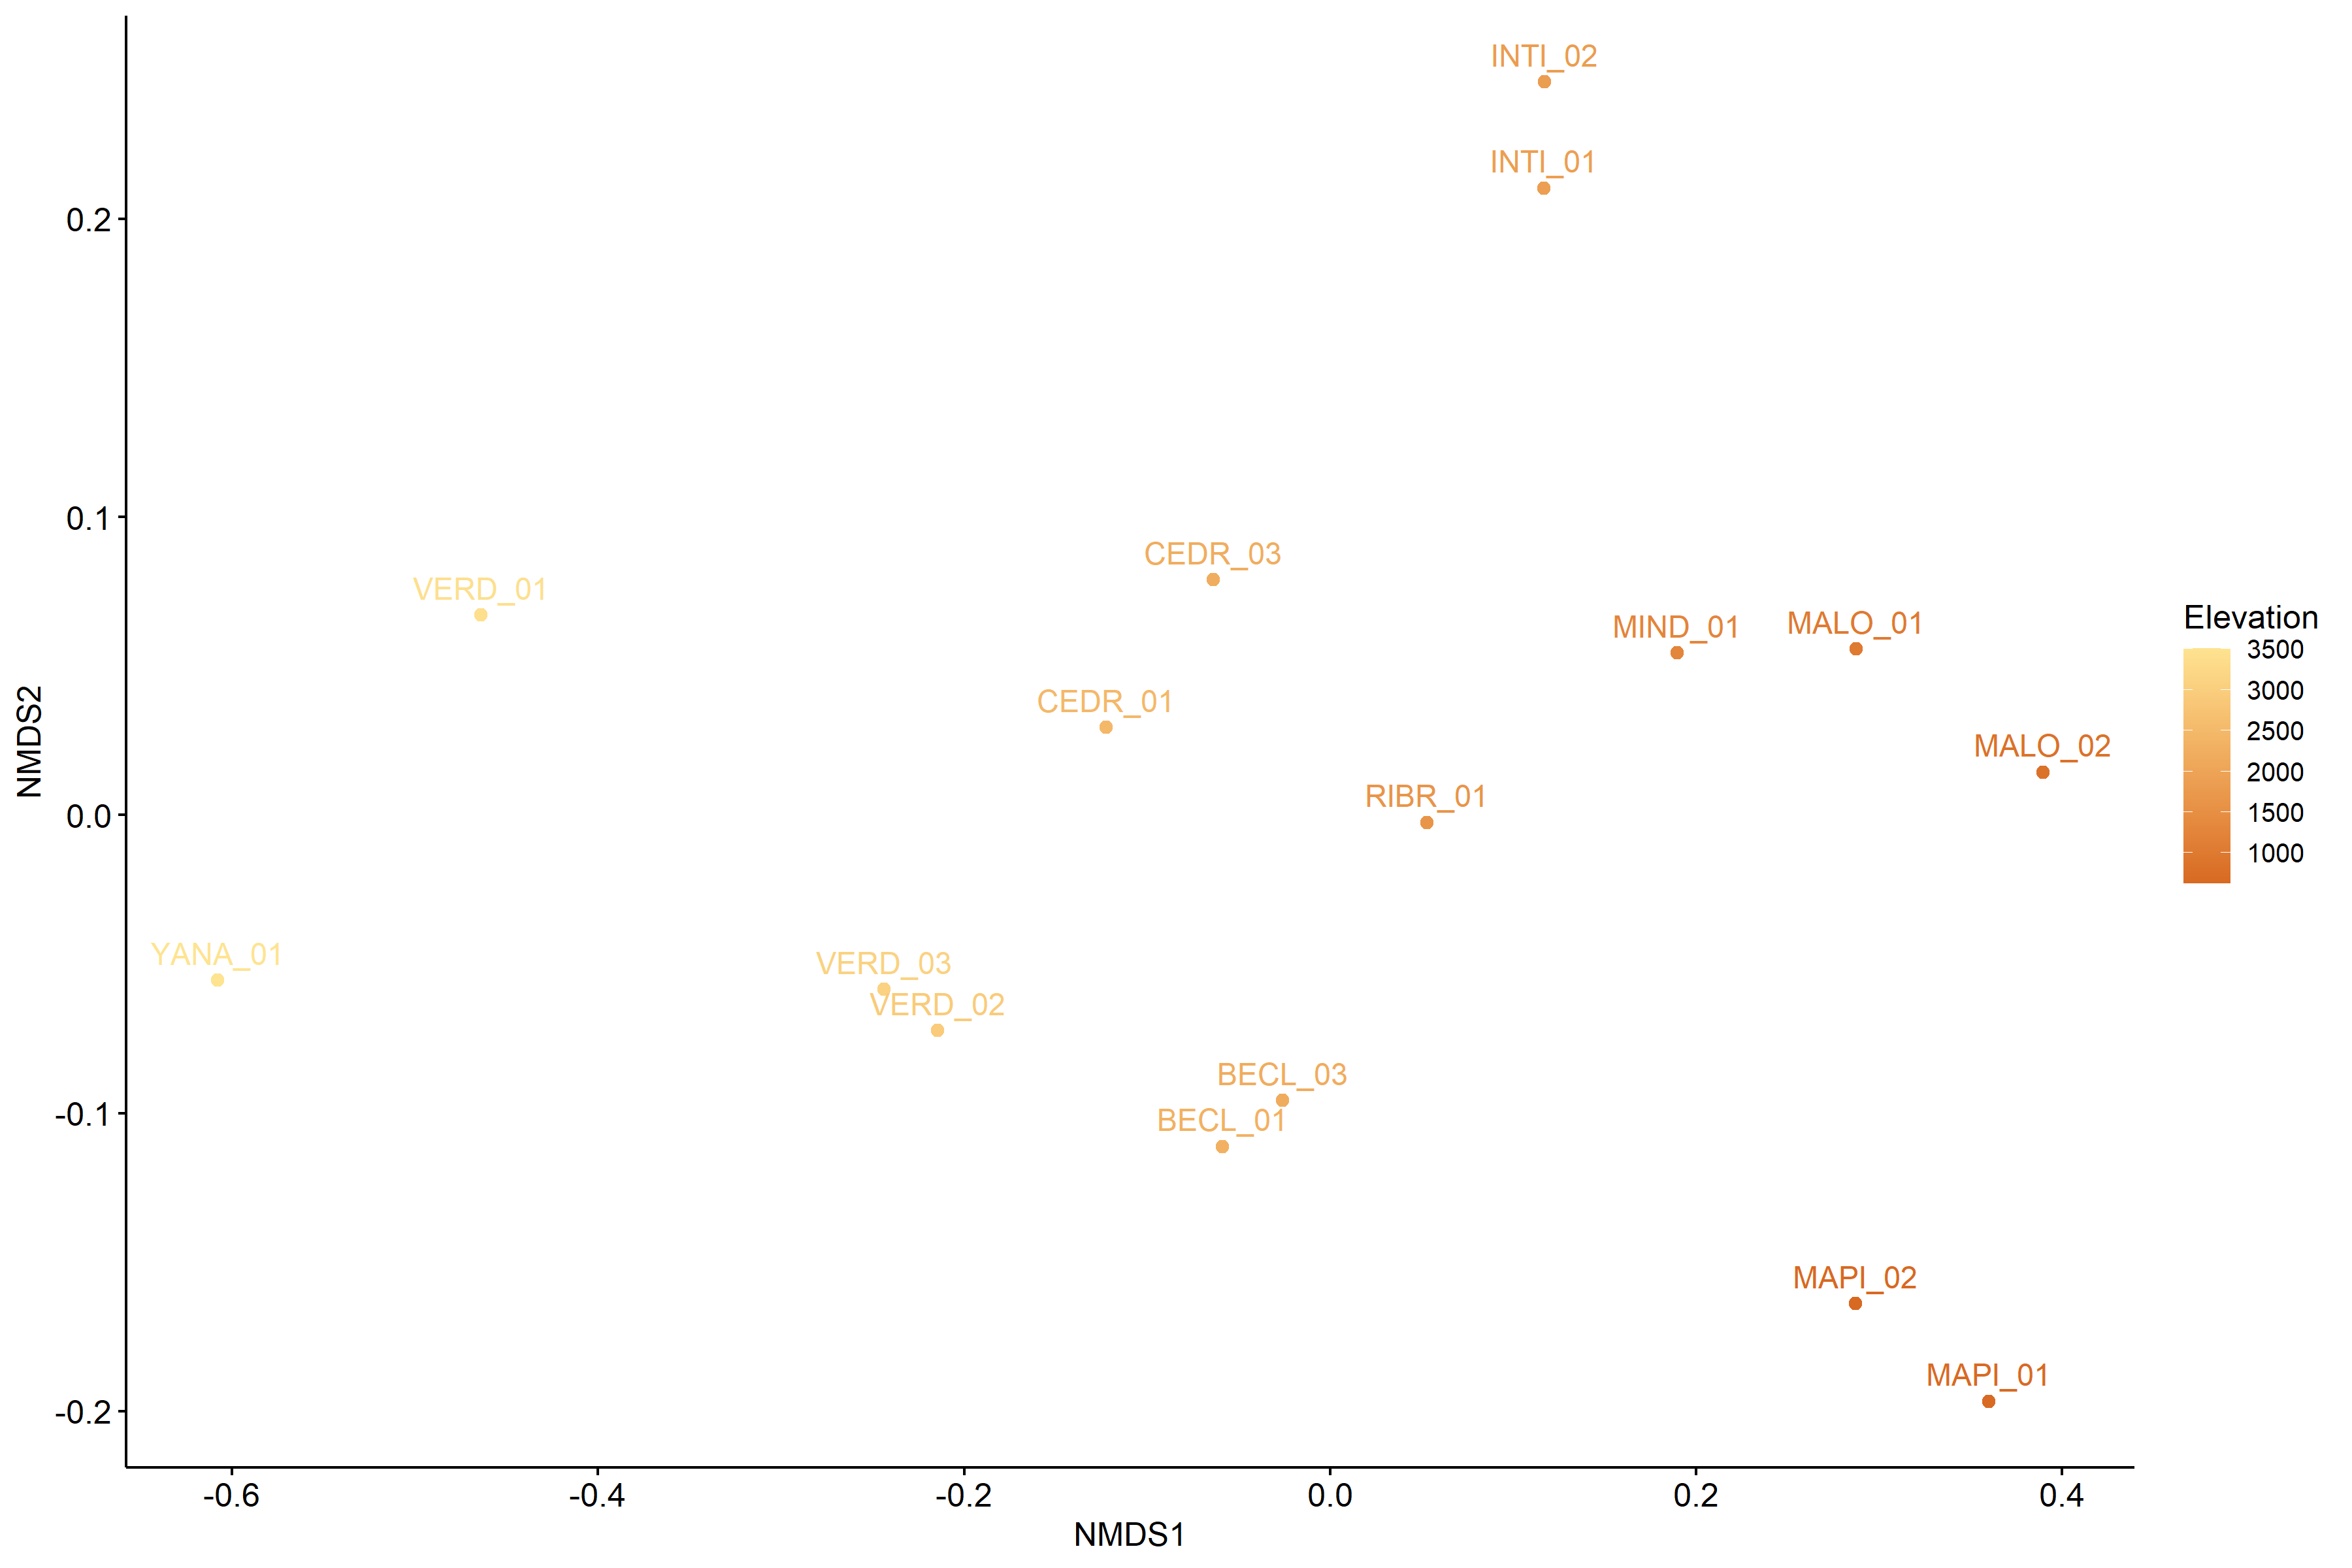 INTI_02
INTI_01
0.2
0.1
CEDR_03
VERD_01
MIND_01
MALO_01
Elevation
3500
3000
2500
2000
1500
1000
CEDR_01
MALO_02
NMDS2
RIBR_01
0.0
YANA_01
VERD_03
VERD_02
BECL_03
-0.1
BECL_01
MAPI_02
MAPI_01
-0.2
-0.6 -0.4 -0.2 0.0 0.2 0.4
NMDS1